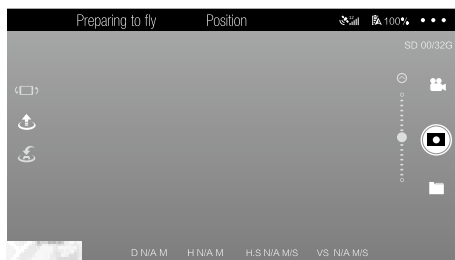 Preparing to fly Position A 100%
SD 00/32G
D N/A M H N/A M H.S N/A M/S VS N/A M/S